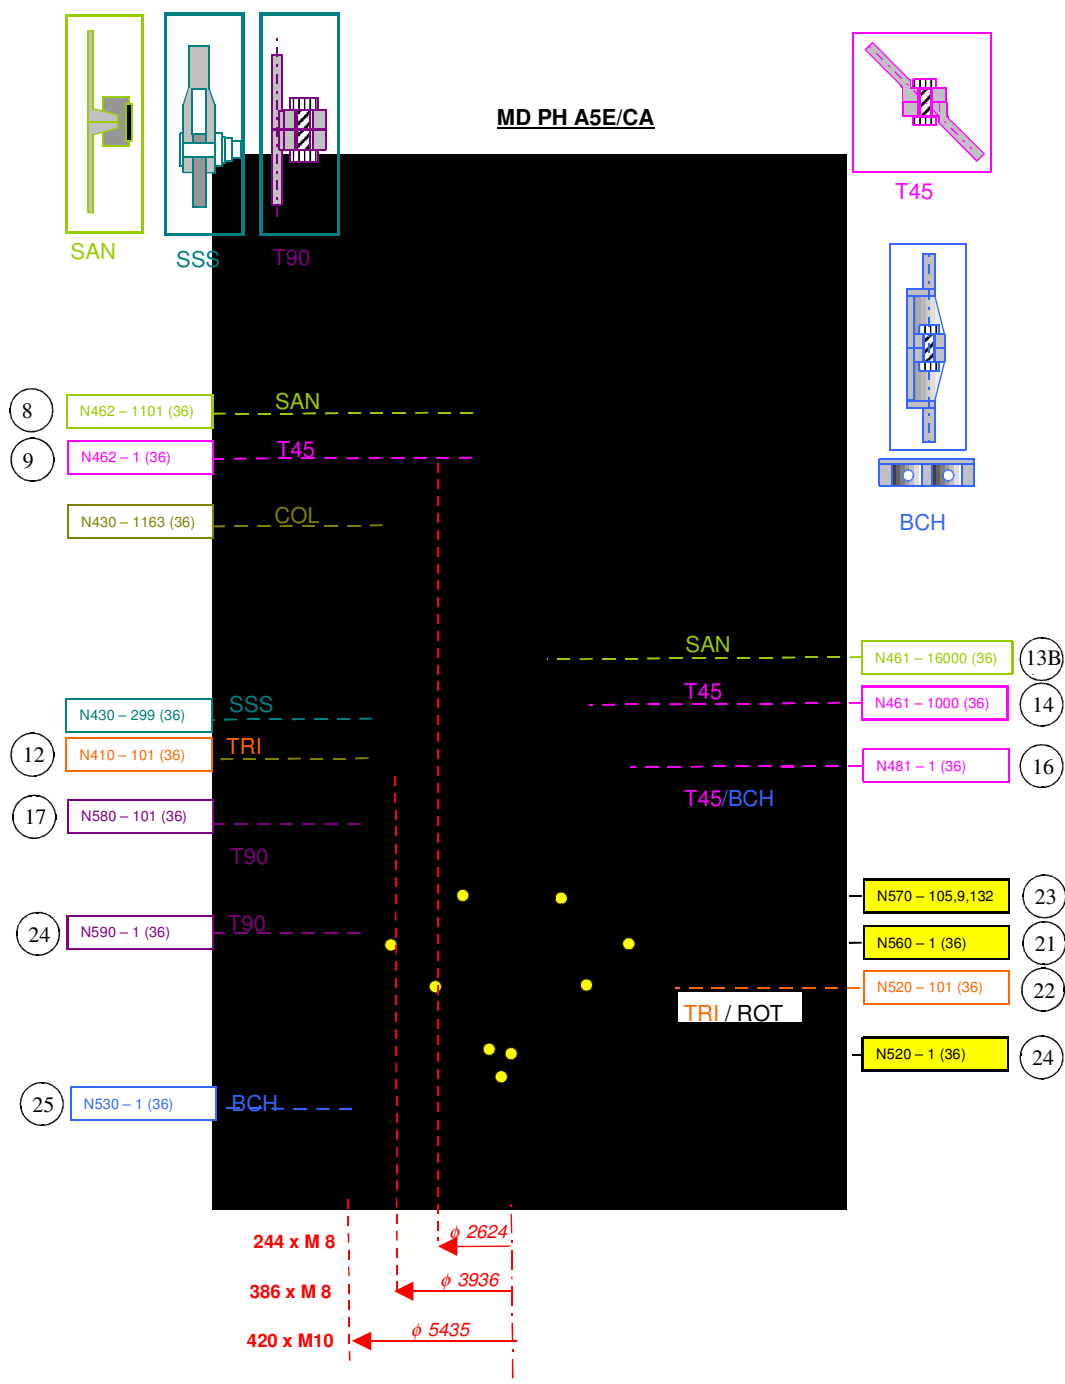 MD PH A5E/CA
SAN
SSS
T90
T45
BCH
8
N462 – 1101 (36)
SAN
9
N462 – 1 (36)
T45
N430 – 1163 (36)
COL
SAN
N461 – 16000 (36)
13B
T45
N461 – 1000 (36)
14
N430 – 299 (36)
SSS
12
N410 – 101 (36)
TRI
N481 – 1 (36)
16
T45/BCH
17
N580 – 101 (36)
T90
N570 – 105,9,132
23
24
N590 – 1 (36)
T90
N560 – 1 (36)
21
N520 – 101 (36)
22
TRI / ROT
N520 – 1 (36)
24
25
N530 – 1 (36)
BCH
244 x M 8
ϕ 2624
386 x M 8
ϕ 3936
420 x M10
ϕ 5435